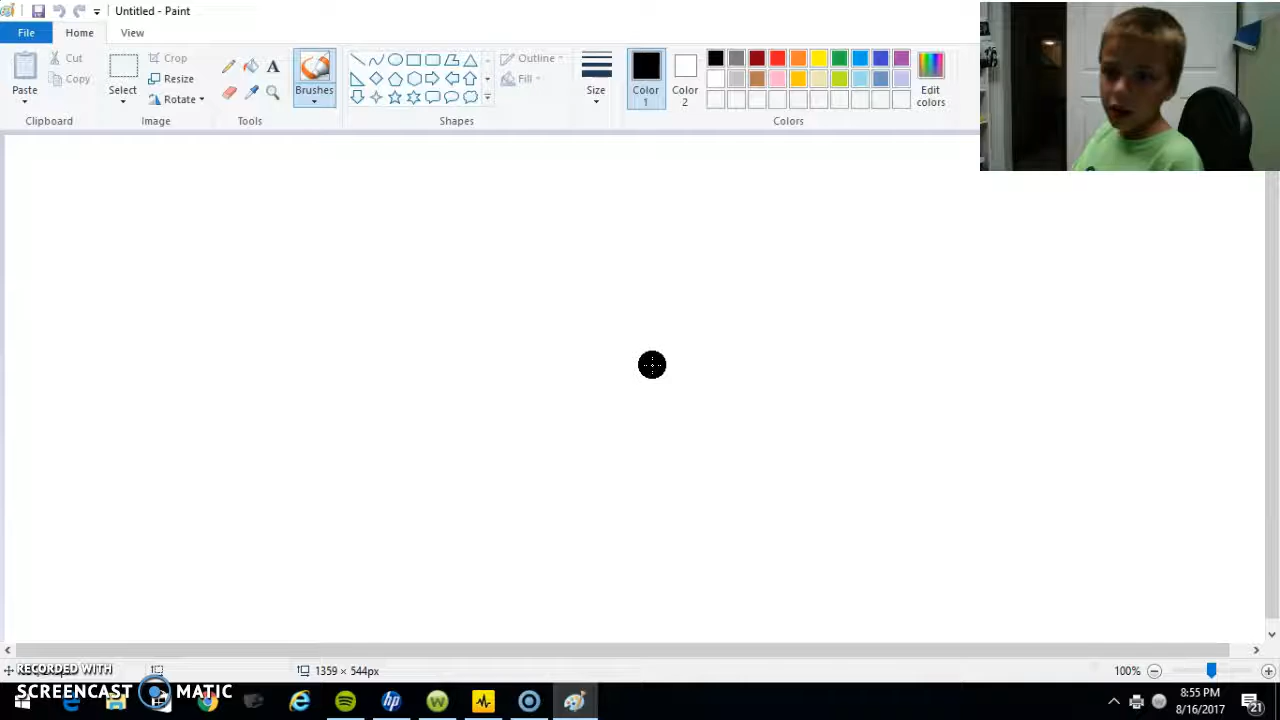 Untitled - Paint
File Home View
Paste
Cut
Copy
Clipboard
Select
Crop
Resize
Rotate
Image
A
Tools
Brushes
Outline
Fill
Shapes
Size
Color 1
Color 2
Edit colors
Colors
1359 × 544px
100%
RECORDED WITH
SCREENCAST MATIC
8:55 PM
8/16/2017
21